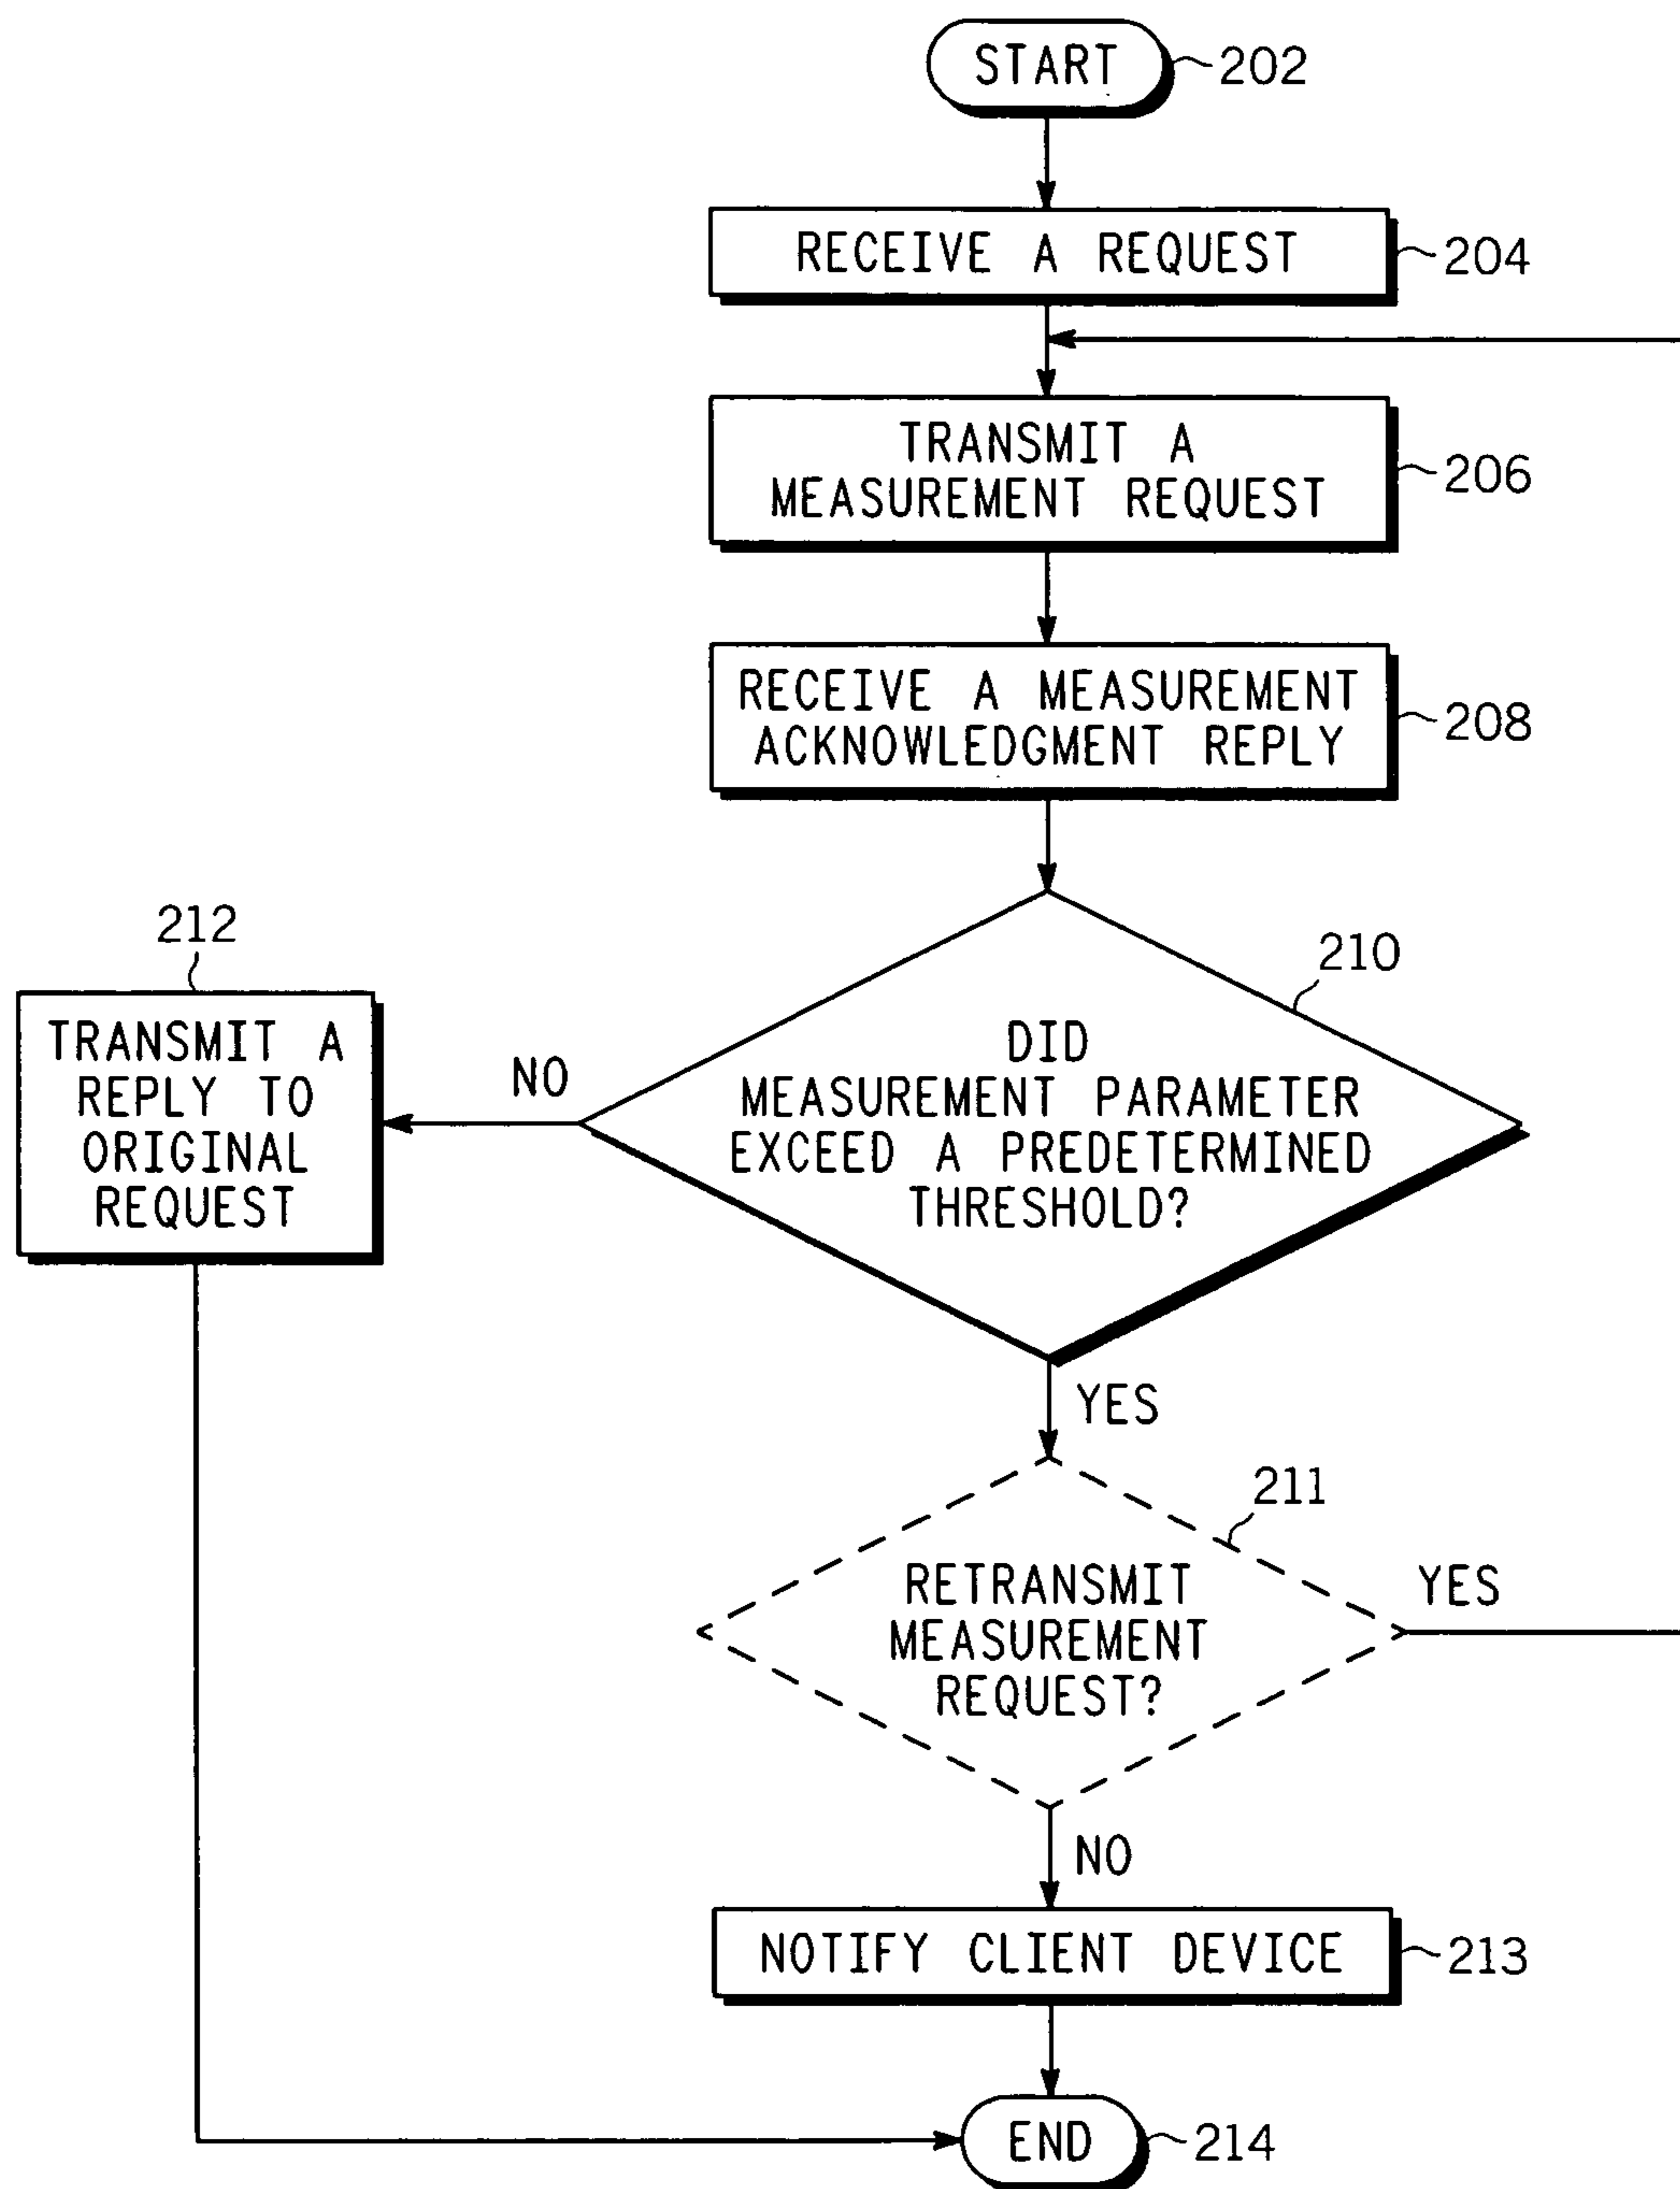 START
202
RECEIVE A REQUEST
204
TRANSMIT A
MEASUREMENT REQUEST
206
RECEIVE A MEASUREMENT
ACKNOWLEDGMENT REPLY
208
210
DID
MEASUREMENT PARAMETER
EXCEED A PREDETERMINED
THRESHOLD?
NO
212
TRANSMIT A
REPLY TO
ORIGINAL
REQUEST
YES
211
RETRANSMIT
MEASUREMENT
REQUEST?
YES
NO
NOTIFY CLIENT DEVICE
213
END
214